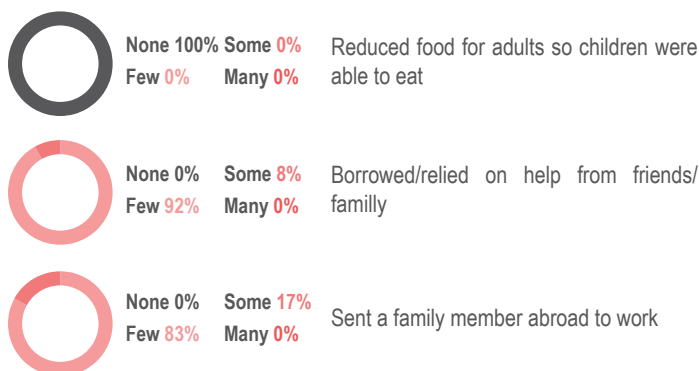 None 100% Some 0%
Few 0% Many 0%
Reduced food for adults so children were
able to eat
None 0% Some 8%
Few 92% Many 0%
Borrowed/relied on help from friends/
familly
None 0% Some 17%
Few 83% Many 0%
Sent a family member abroad to work